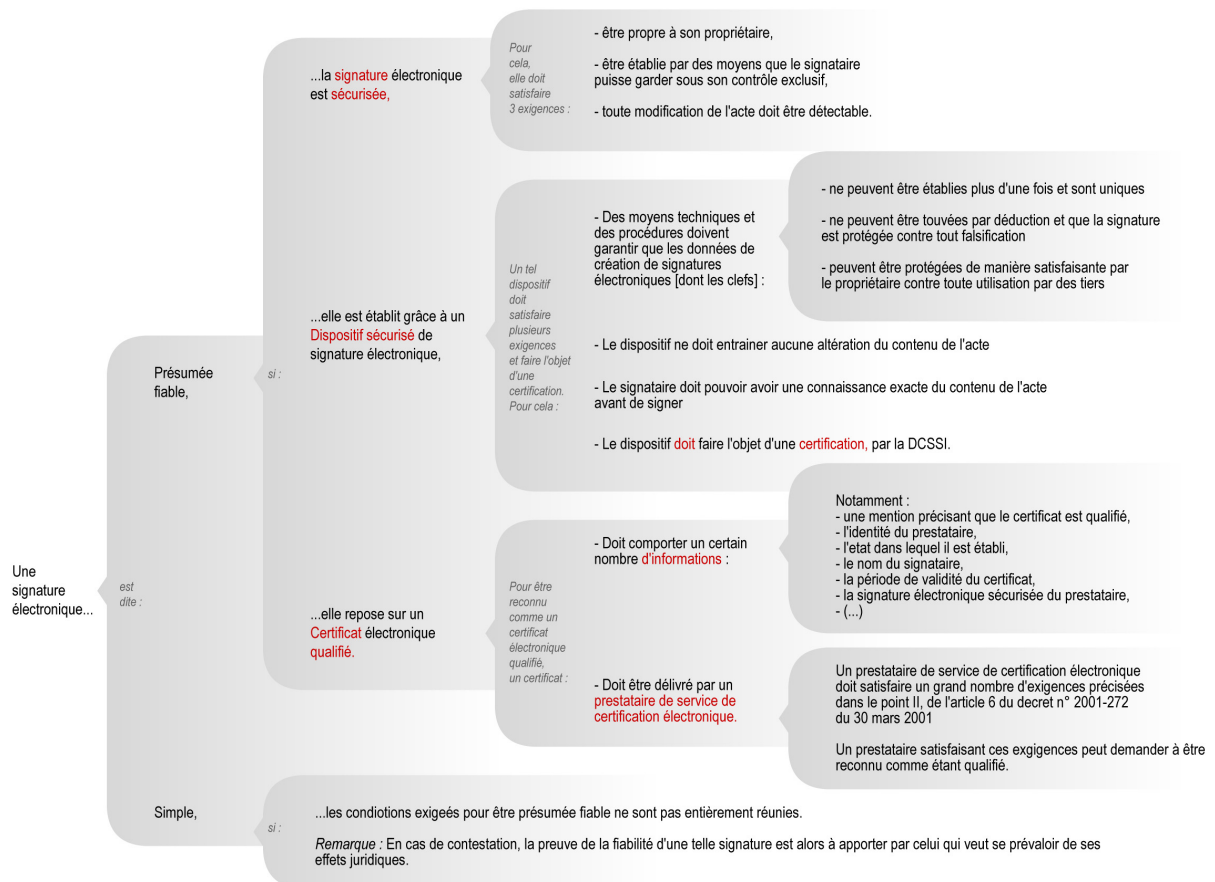 Une
signature
électronique...
est
dite :
Présumée
fiable,
si :
...la signature électronique
est sécurisée,
Pour
cela,
elle doit
satisfaire
3 exigences :
- être propre à son propriétaire,
- être établie par des moyens que le signataire
puisse garder sous son contrôle exclusif,
- toute modification de l'acte doit être détectable.
...elle est établit grâce à un
Dispositif sécurisé de
signature électronique,
Un tel
dispositif
doit
satisfaire
plusieurs
exigences
et faire l'objet
d'une
certification.
Pour cela :
- Des moyens techniques et
des procédures doivent
garantir que les données de
création de signatures
électroniques [dont les clefs] :
- ne peuvent être établies plus d'une fois et sont uniques
- ne peuvent être touvées par déduction et que la signature
est protégée contre tout falsification
- peuvent être protégées de manière satisfaisante par
le propriétaire contre toute utilisation par des tiers
- Le dispositif ne doit entrainer aucune altération du contenu de l'acte
- Le signataire doit pouvoir avoir une connaissance exacte du contenu de l'acte
avant de signer
- Le dispositif doit faire l'objet d'une certification, par la DCSSI.
...elle repose sur un
Certificat électronique
qualifié.
Pour être
reconnu
comme un
certificat
électronique
qualifié,
un certificat :
- Doit comporter un certain
nombre d'informations :
Notamment :
- une mention précisant que le certificat est qualifié,
- l'identité du prestataire,
- l'etat dans lequel il est établi,
- le nom du signataire,
- la période de validité du certificat,
- la signature électronique sécurisée du prestataire,
- (...)
- Doit être délivré par un
prestataire de service de
certification électronique.
Un prestataire de service de certification électronique
doit satisfaire un grand nombre d'exigences précisées
dans le point II, de l'article 6 du decret n° 2001-272
du 30 mars 2001
Un prestataire satisfaisant ces exgigences peut demander à être
reconnu comme étant qualifié.
Simple,
si :
...les condiotions exigeés pour être présumée fiable ne sont pas entièrement réunies.
Remarque : En cas de contestation, la preuve de la fiabilité d'une telle signature est alors à apporter par celui qui veut se prévaloir de ses
effets juridiques.